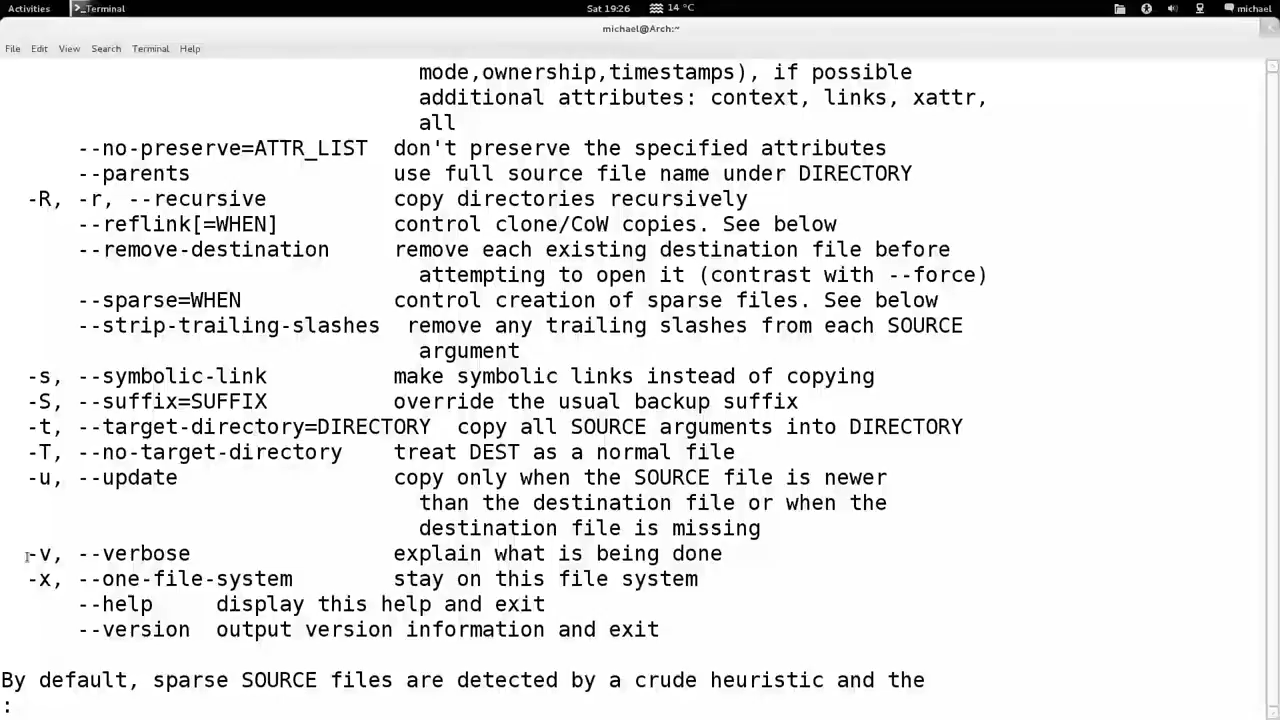 Activities >_Terminal Sat 19:26 14 °C michael
michael@Arch:~
File Edit View Search Terminal Help
mode,ownership,timestamps), if possible
additional attributes: context, links, xattr,
all
--no-preserve=ATTR_LIST  don't preserve the specified attributes
--parents                use full source file name under DIRECTORY
-R, -r, --recursive          copy directories recursively
--reflink[=WHEN]         control clone/CoW copies. See below
--remove-destination     remove each existing destination file before
attempting to open it (contrast with --force)
--sparse=WHEN            control creation of sparse files. See below
--strip-trailing-slashes  remove any trailing slashes from each SOURCE
argument
-s, --symbolic-link          make symbolic links instead of copying
-S, --suffix=SUFFIX          override the usual backup suffix
-t, --target-directory=DIRECTORY  copy all SOURCE arguments into DIRECTORY
-T, --no-target-directory    treat DEST as a normal file
-u, --update                 copy only when the SOURCE file is newer
than the destination file or when the
destination file is missing
-v, --verbose                explain what is being done
-x, --one-file-system        stay on this file system
--help     display this help and exit
--version  output version information and exit
By default, sparse SOURCE files are detected by a crude heuristic and the
: